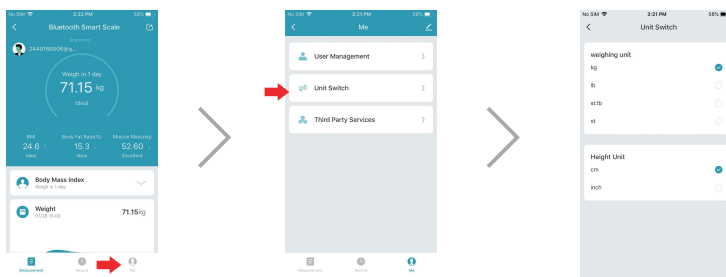 No SIM 3:22 PM 58%
Bluetooth Smart Scale
Scanning...
Weigh in 1 day
71.15 kg
Ideal
BMI Body Fat Rate(%) Muscle Mass(kg)
24.6 15.3 52.60
Ideal Ideal Excellent
Body Mass Index
Weigh in 1 day
Weight
71.15kg
Measurement Record Me
No SIM 3:21 PM 58%
Me
User Management
Unit Switch
Third Party Services
Measurement Record Me
No SIM 3:21 PM 58%
Unit Switch
weighing unit
kg
lb
st:lb
st
Height Unit
cm
inch